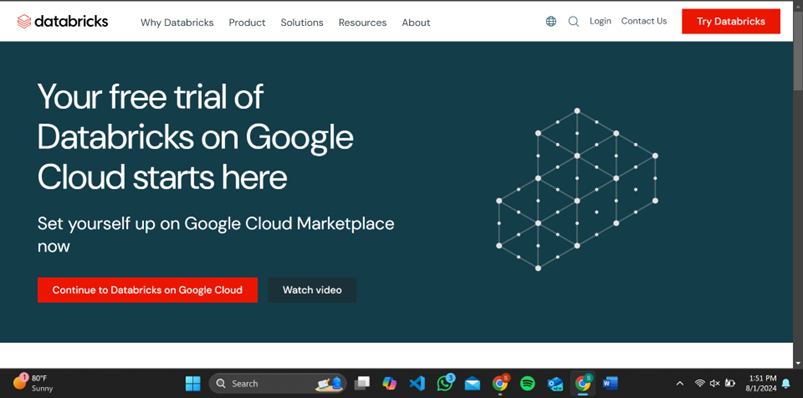 databricks Why Databricks Product Solutions Resources About Login Contact Us Try Databricks
Your free trial of
Databricks on Google
Cloud starts here
Set yourself up on Google Cloud Marketplace
now
Continue to Databricks on Google Cloud Watch video
1 80°F Search 3 1:51 PM
Sunny 8/1/2024